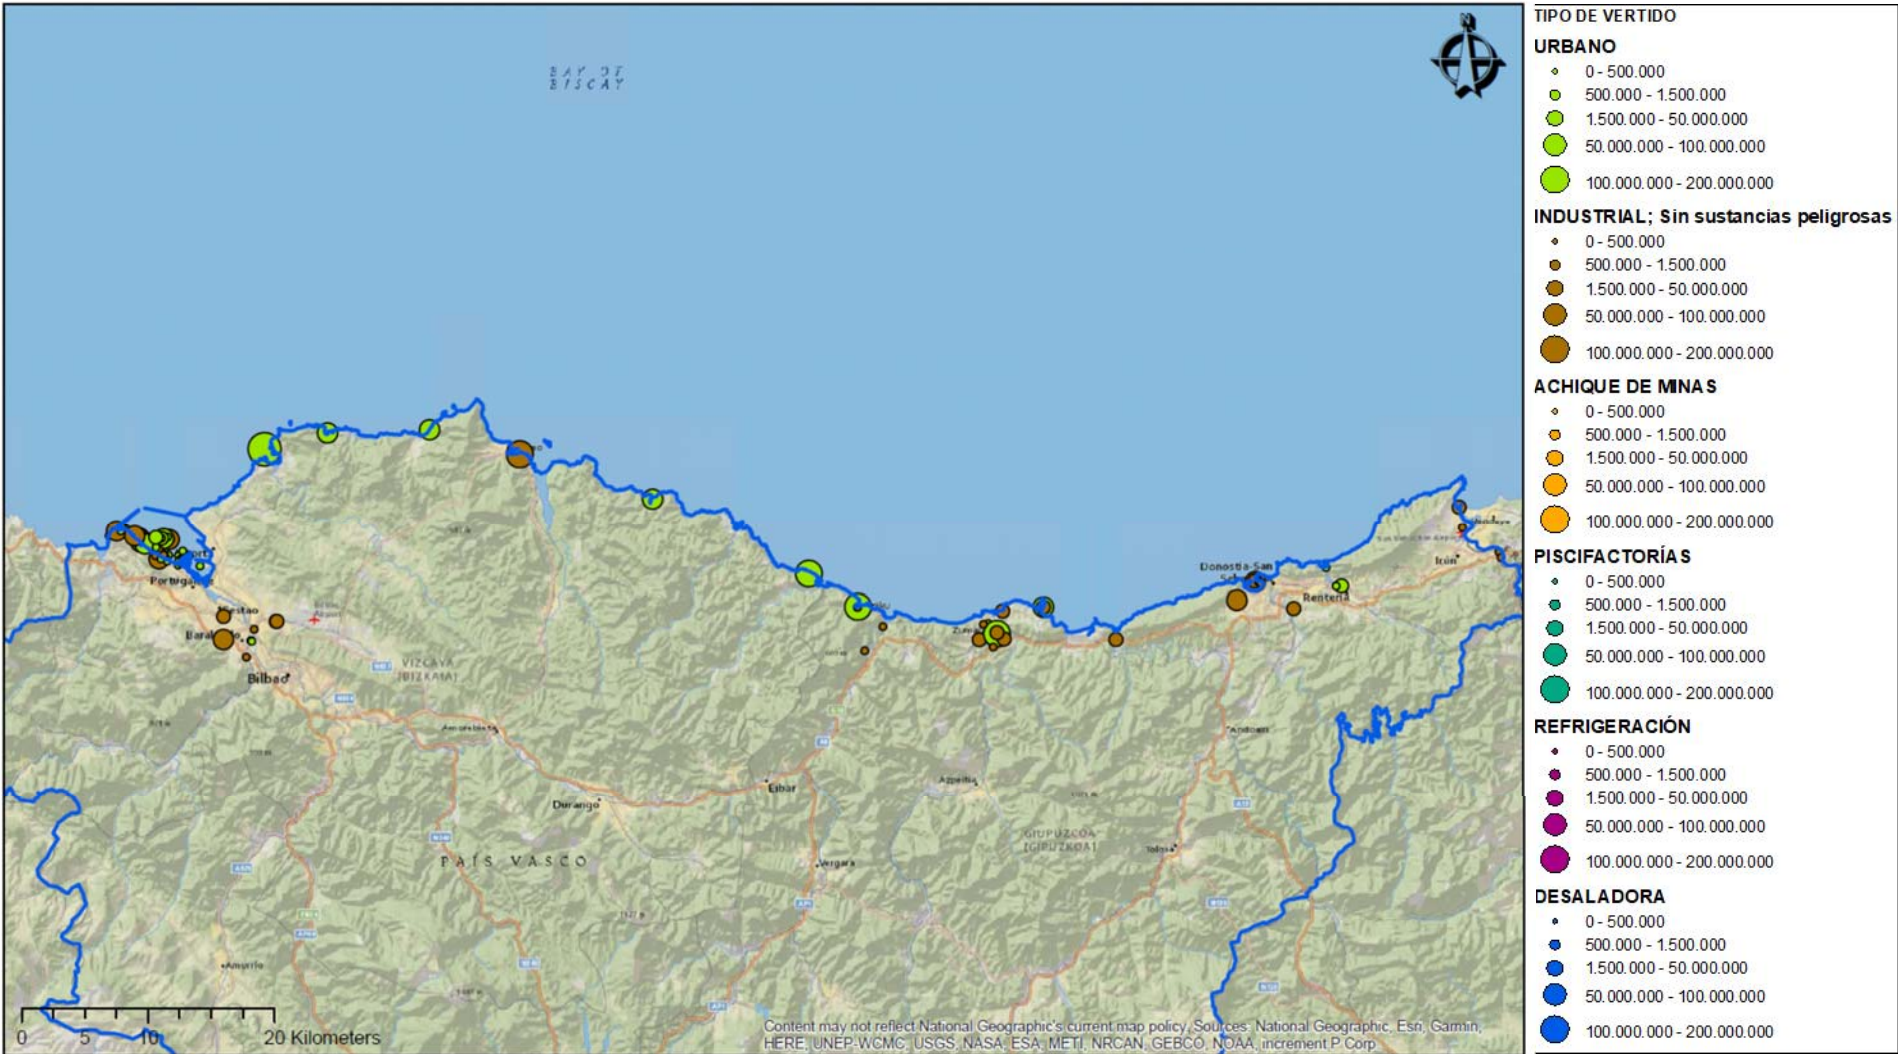 N
BAY OF
BISCAY
Donostia-San
Irún
Rentería
Portugalete
Sestao
Bilbao
VIZCAYA
(BIZKAIA)
Amorebieta
Durango
Eibar
Azpeitia
Andoain
Tolosa
GIUPUZCOA
(GIPUZKOA)
Vergara
PAÍS VASCO
Amurrio
0 5 10 20 Kilometers
Content may not reflect National Geographic's current map policy. Sources: National Geographic, Esri, Garmin,
HERE, UNEP-WCMC, USGS, NASA, ESA, METI, NRCAN, GEBCO, NOAA, increment P Corp.
TIPO DE VERTIDO
URBANO
0 - 500.000
500.000 - 1.500.000
1.500.000 - 50.000.000
50.000.000 - 100.000.000
100.000.000 - 200.000.000
INDUSTRIAL; Sin sustancias peligrosas
0 - 500.000
500.000 - 1.500.000
1.500.000 - 50.000.000
50.000.000 - 100.000.000
100.000.000 - 200.000.000
ACHIQUE DE MINAS
0 - 500.000
500.000 - 1.500.000
1.500.000 - 50.000.000
50.000.000 - 100.000.000
100.000.000 - 200.000.000
PISCIFACTORÍAS
0 - 500.000
500.000 - 1.500.000
1.500.000 - 50.000.000
50.000.000 - 100.000.000
100.000.000 - 200.000.000
REFRIGERACIÓN
0 - 500.000
500.000 - 1.500.000
1.500.000 - 50.000.000
50.000.000 - 100.000.000
100.000.000 - 200.000.000
DESALADORA
0 - 500.000
500.000 - 1.500.000
1.500.000 - 50.000.000
50.000.000 - 100.000.000
100.000.000 - 200.000.000